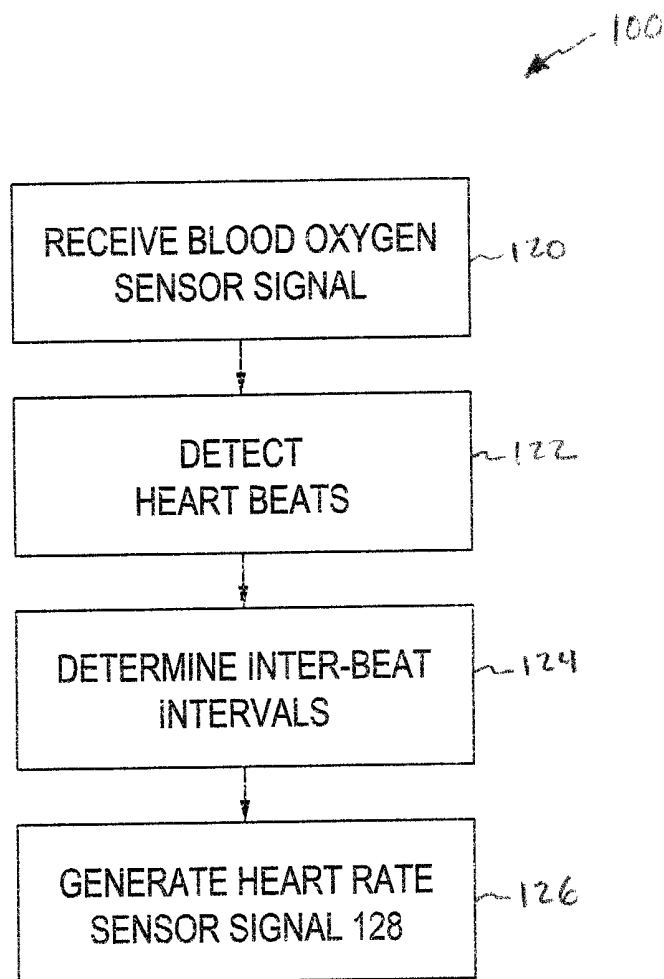 100
RECEIVE BLOOD OXYGEN
SENSOR SIGNAL
120
DETECT
HEART BEATS
122
DETERMINE INTER-BEAT
INTERVALS
124
GENERATE HEART RATE
SENSOR SIGNAL 128
126